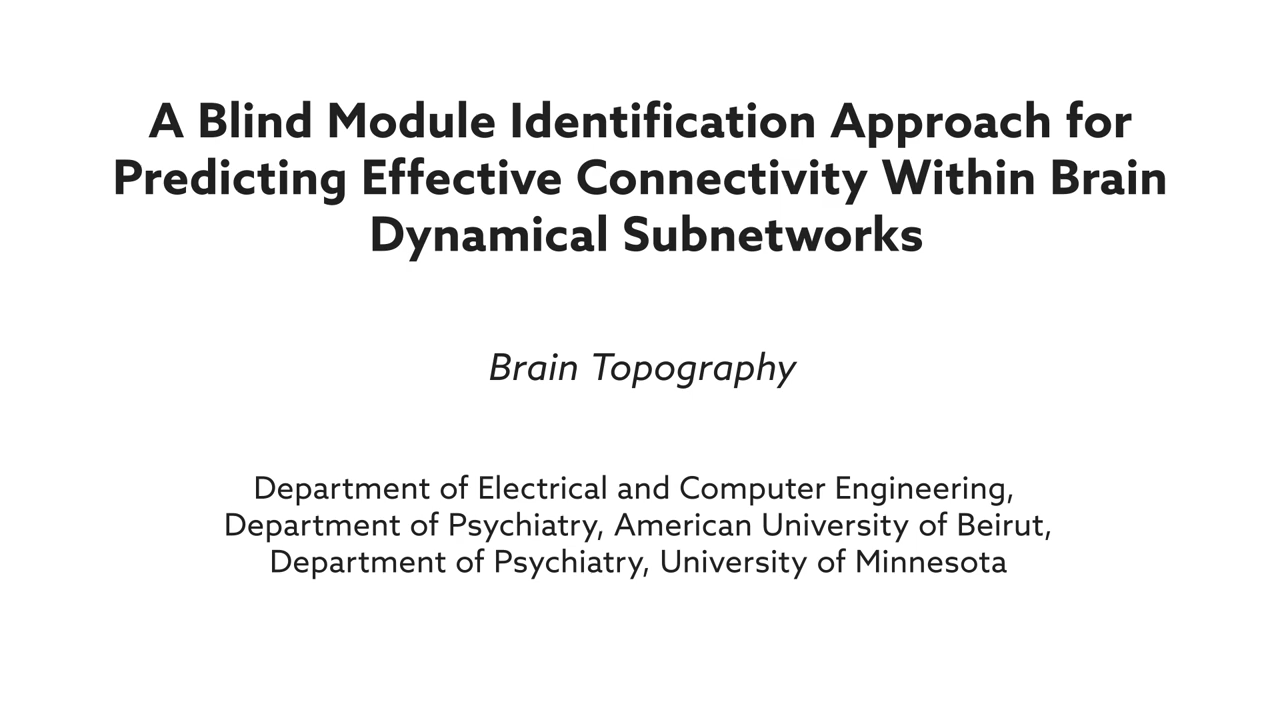 A Blind Module Identification Approach for
Predicting Effective Connectivity Within Brain
Dynamical Subnetworks
Brain Topography
Department of Electrical and Computer Engineering,
Department of Psychiatry, American University of Beirut,
Department of Psychiatry, University of Minnesota